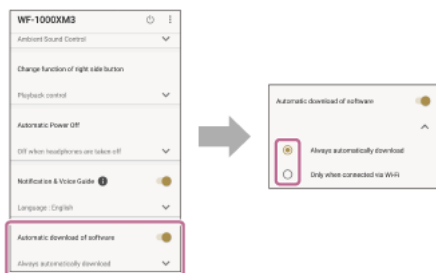 WF-1000XM3
Ambient Sound Control
Change function of right side button
Playback control
Automatic Power Off
Off when headphones are taken off
Notification & Voice Guide
Language : English
Automatic download of software
Always automatically download
Automatic download of software
Always automatically download
Only when connected via Wi-Fi